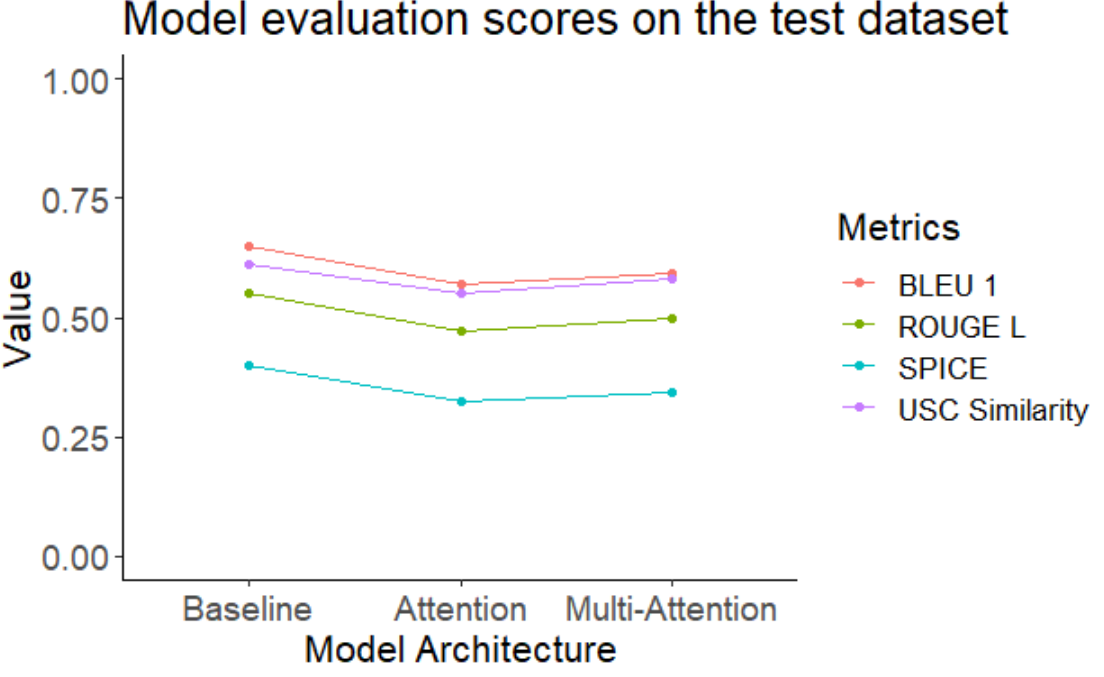 Model evaluation scores on the test dataset
1.00
0.75
0.50
0.25
0.00
Value
Baseline Attention Multi-Attention
Model Architecture
Metrics
BLEU 1
ROUGE L
SPICE
USC Similarity